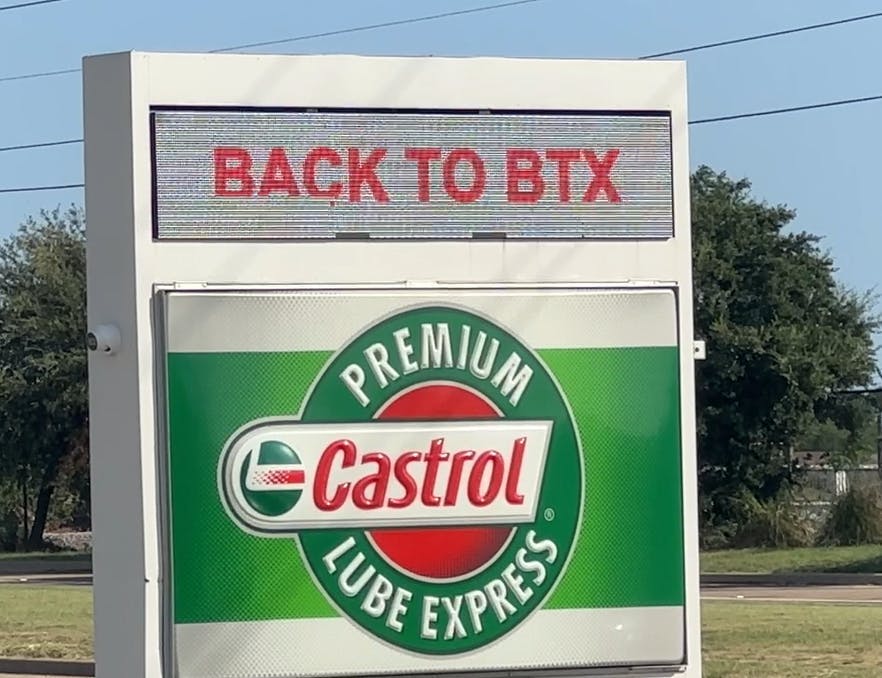 BACK TO BTX
PREMIUM
Castrol
®
LUBE EXPRESS